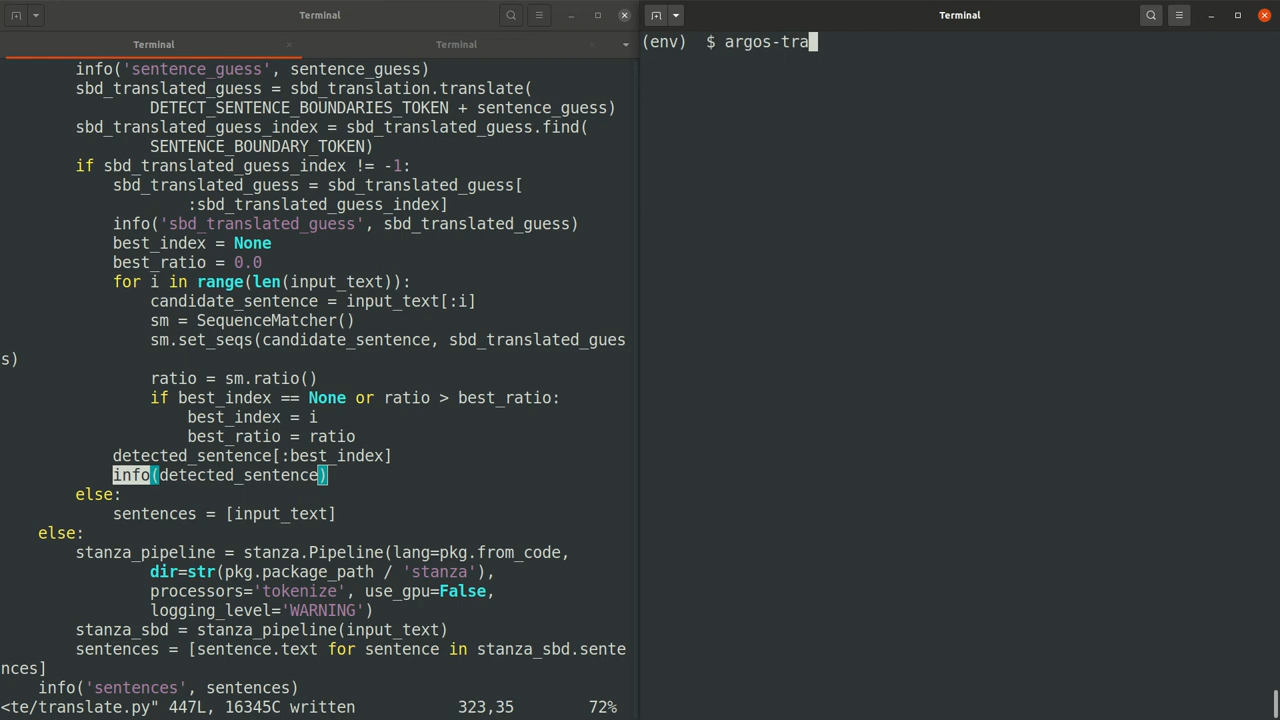 Terminal
Terminal
Terminal
info('sentence_guess', sentence_guess)
sbd_translated_guess = sbd_translation.translate(
DETECT_SENTENCE_BOUNDARIES_TOKEN + sentence_guess)
sbd_translated_guess_index = sbd_translated_guess.find(
SENTENCE_BOUNDARY_TOKEN)
if sbd_translated_guess_index != -1:
sbd_translated_guess = sbd_translated_guess[
:sbd_translated_guess_index]
info('sbd_translated_guess', sbd_translated_guess)
best_index = None
best_ratio = 0.0
for i in range(len(input_text)):
candidate_sentence = input_text[:i]
sm = SequenceMatcher()
sm.set_seqs(candidate_sentence, sbd_translated_gues
s)
ratio = sm.ratio()
if best_index == None or ratio > best_ratio:
best_index = i
best_ratio = ratio
detected_sentence[:best_index]
info(detected_sentence)
else:
sentences = [input_text]
else:
stanza_pipeline = stanza.Pipeline(lang=pkg.from_code,
dir=str(pkg.package_path / 'stanza'),
processors='tokenize', use_gpu=False,
logging_level='WARNING')
stanza_sbd = stanza_pipeline(input_text)
sentences = [sentence.text for sentence in stanza_sbd.sente
nces]
info('sentences', sentences)
<te/translate.py" 447L, 16345C written 323,35 72%
Terminal
(env) $ argos-tra